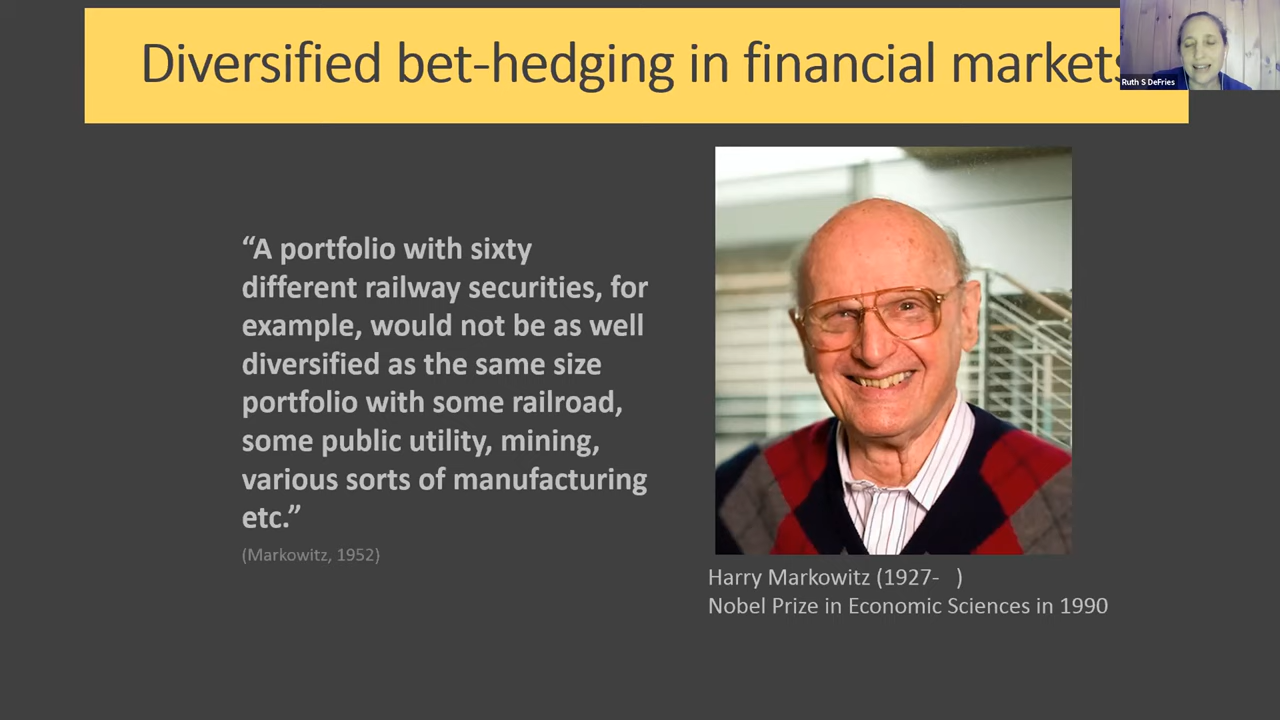 Diversified bet-hedging in financial markets
Ruth S DeFries
“A portfolio with sixty
different railway securities, for
example, would not be as well
diversified as the same size
portfolio with some railroad,
some public utility, mining,
various sorts of manufacturing
etc.”
(Markowitz, 1952)
Harry Markowitz (1927- )
Nobel Prize in Economic Sciences in 1990